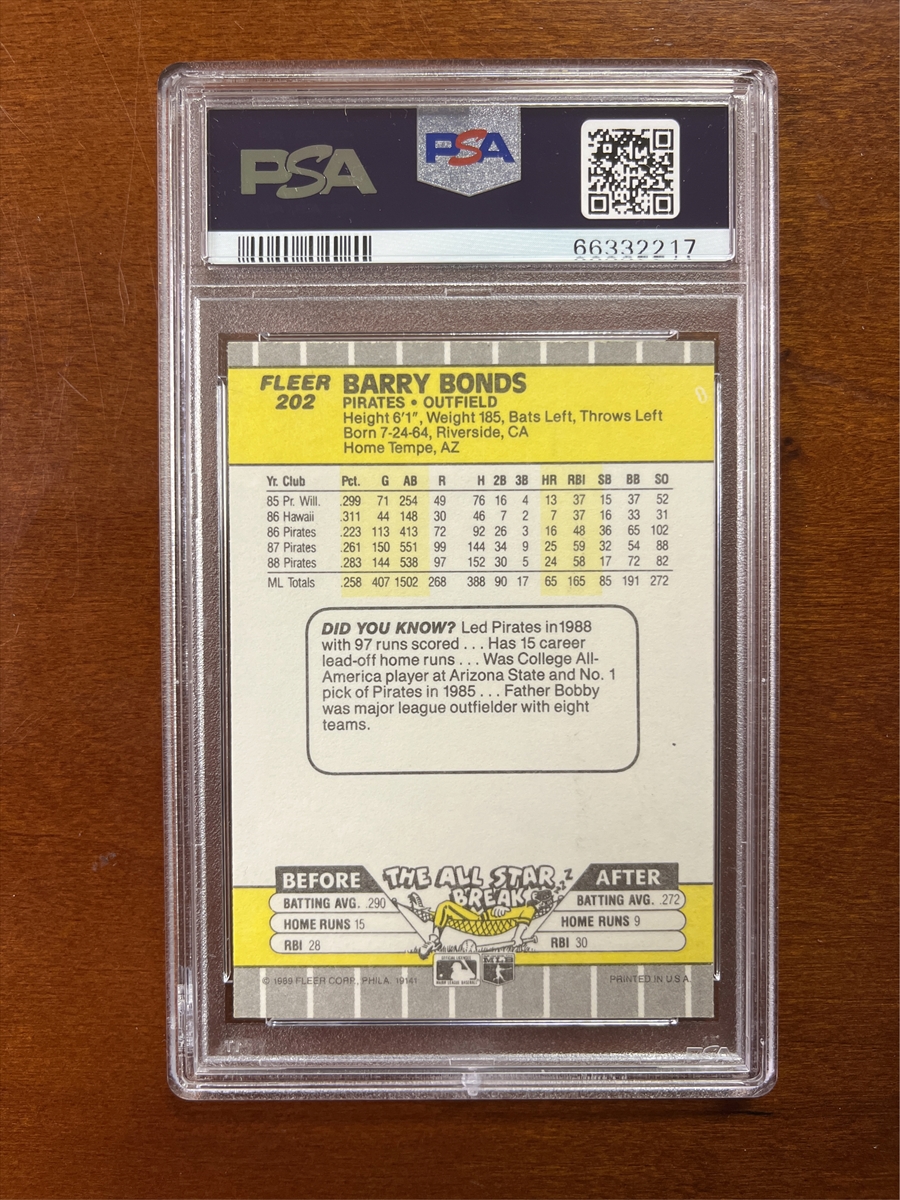 PSA
PSA
66332217
FLEER 202
BARRY BONDS
PIRATES • OUTFIELD
Height 6'1", Weight 185, Bats Left, Throws Left
Born 7-24-64, Riverside, CA
Home Tempe, AZ
Yr. Club Pct. G AB R H 2B 3B HR RBI SB BB SO
85 Pr. Will. .299 71 254 49 76 16 4 13 37 15 37 52
86 Hawaii .311 44 148 30 46 7 2 7 37 16 33 31
86 Pirates .223 113 413 72 92 26 3 16 48 36 65 102
87 Pirates .261 150 551 99 144 34 9 25 59 32 54 88
88 Pirates .283 144 538 97 152 30 5 24 58 17 72 82
ML Totals .258 407 1502 268 388 90 17 65 165 85 191 272
DID YOU KNOW? Led Pirates in 1988
with 97 runs scored . . . Has 15 career
lead-off home runs . . . Was College All-
America player at Arizona State and No. 1
pick of Pirates in 1985 . . . Father Bobby
was major league outfielder with eight
teams.
BEFORE THE ALL STAR BREAK ZZZ AFTER
BATTING AVG. .290 BATTING AVG. .272
HOME RUNS 15 HOME RUNS 9
RBI 28 RBI 30
© 1989 FLEER CORP., PHILA. 19141 MLB PRINTED IN U.S.A.
PSA